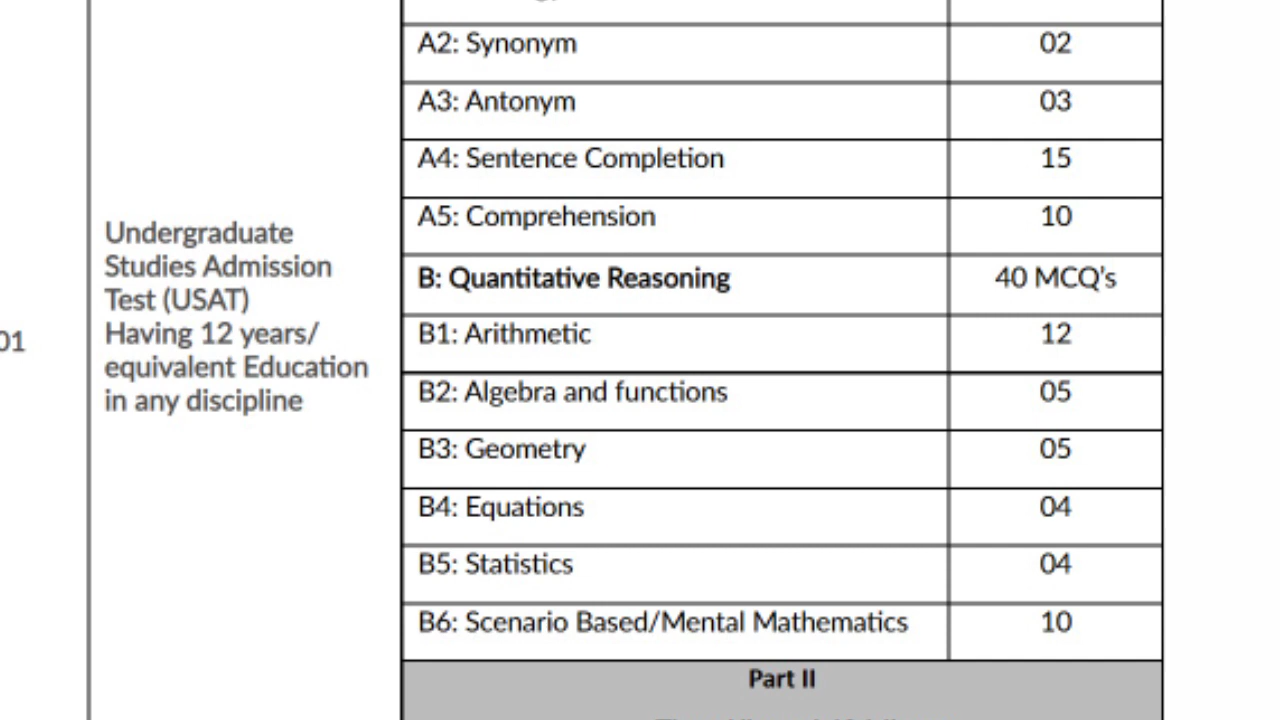 A2: Synonym 02
A3: Antonym 03
A4: Sentence Completion 15
A5: Comprehension 10
B: Quantitative Reasoning 40 MCQ's
B1: Arithmetic 12
B2: Algebra and functions 05
B3: Geometry 05
B4: Equations 04
B5: Statistics 04
B6: Scenario Based/Mental Mathematics 10
Part II
01
Undergraduate
Studies Admission
Test (USAT)
Having 12 years/
equivalent Education
in any discipline